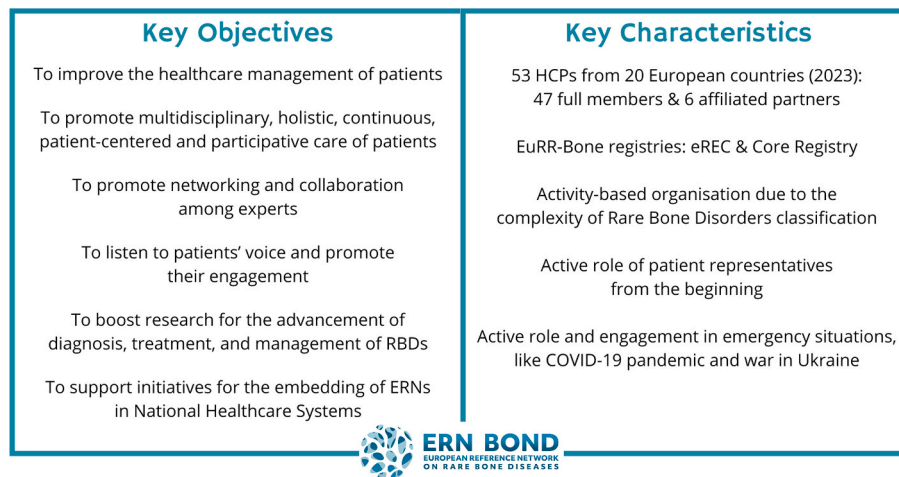 Key Objectives
To improve the healthcare management of patients
To promote multidisciplinary, holistic, continuous,
patient-centered and participative care of patients
To promote networking and collaboration
among experts
To listen to patients’ voice and promote
their engagement
To boost research for the advancement of
diagnosis, treatment, and management of RBDs
To support initiatives for the embedding of ERNs
in National Healthcare Systems
Key Characteristics
53 HCPs from 20 European countries (2023):
47 full members & 6 affiliated partners
EuRR-Bone registries: eREC & Core Registry
Activity-based organisation due to the
complexity of Rare Bone Disorders classification
Active role of patient representatives
from the beginning
Active role and engagement in emergency situations,
like COVID-19 pandemic and war in Ukraine
ERN BOND
EUROPEAN REFERENCE NETWORK
ON RARE BONE DISEASES